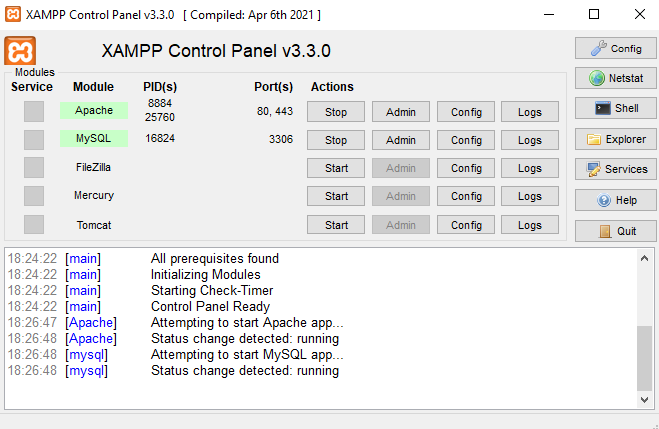 XAMPP Control Panel v3.3.0 [ Compiled: Apr 6th 2021 ]
XAMPP Control Panel v3.3.0
Config
Modules
Service Module PID(s) Port(s) Actions
Netstat
Apache 8884 25760 80, 443 Stop Admin Config Logs
Shell
MySQL 16824 3306 Stop Admin Config Logs
Explorer
FileZilla Start Admin Config Logs
Services
Mercury Start Admin Config Logs
Help
Tomcat Start Admin Config Logs
Quit
18:24:22 [main] All prerequisites found
18:24:22 [main] Initializing Modules
18:24:22 [main] Starting Check-Timer
18:24:22 [main] Control Panel Ready
18:26:47 [Apache] Attempting to start Apache app...
18:26:48 [Apache] Status change detected: running
18:26:48 [mysql] Attempting to start MySQL app...
18:26:48 [mysql] Status change detected: running